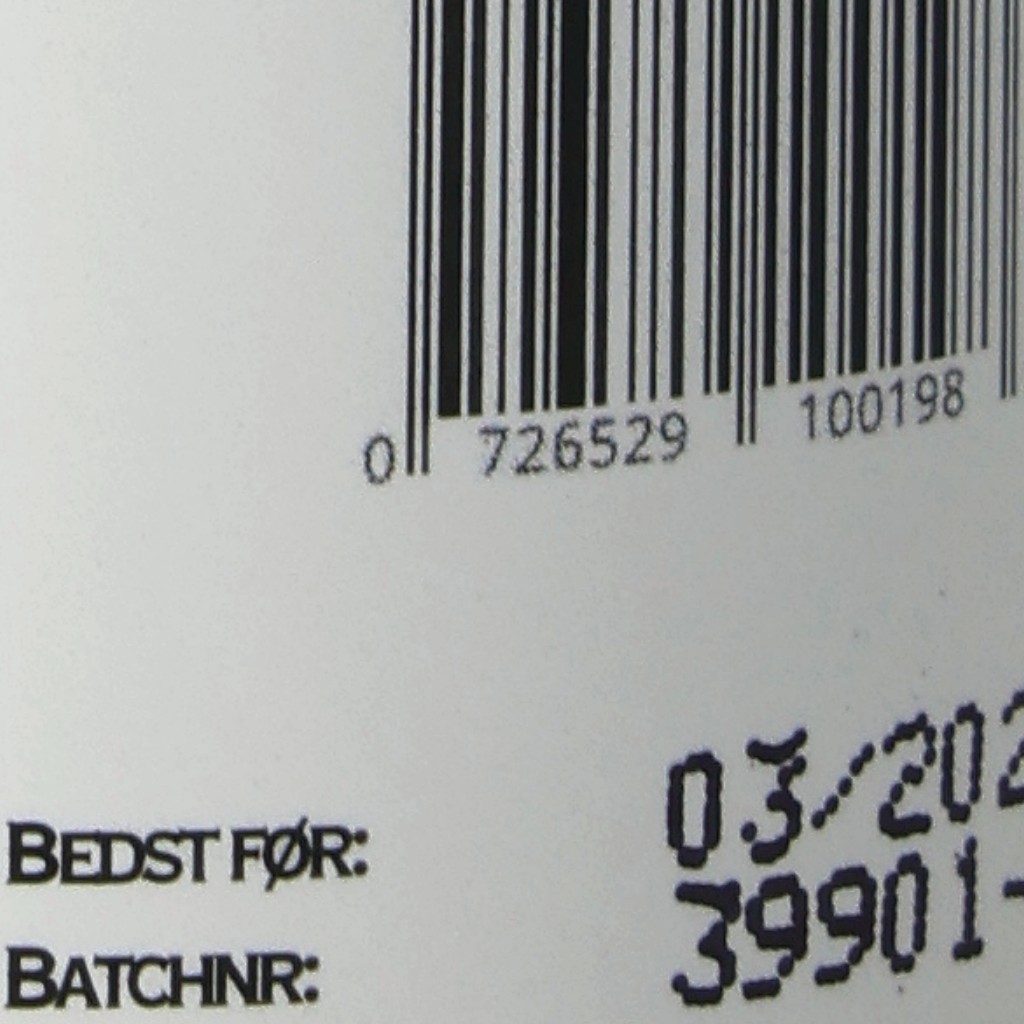 0 726529 100198
BEDST FØR: 03/202
BATCHNR: 39901-